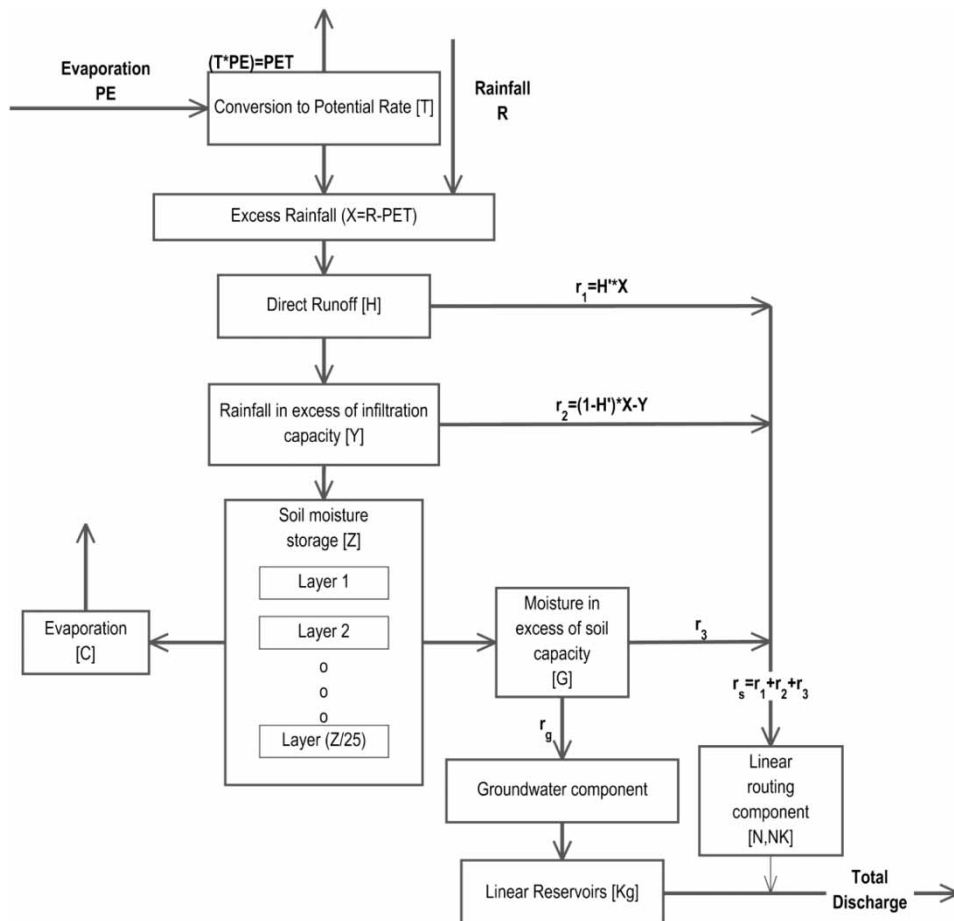 (T*PE)=PET
Evaporation
PE
Conversion to Potential Rate [T]
Rainfall
R
Excess Rainfall (X=R-PET)
Direct Runoff [H]
r1=H'*X
Rainfall in excess of infiltration
capacity [Y]
r2=(1-H')*X-Y
Soil moisture
storage [Z]
Layer 1
Layer 2
o
o
o
Layer (Z/25)
Evaporation
[C]
Moisture in
excess of soil
capacity
[G]
r3
rs=r1+r2+r3
rg
Groundwater component
Linear
routing
component
[N,NK]
Linear Reservoirs [Kg]
Total
Discharge